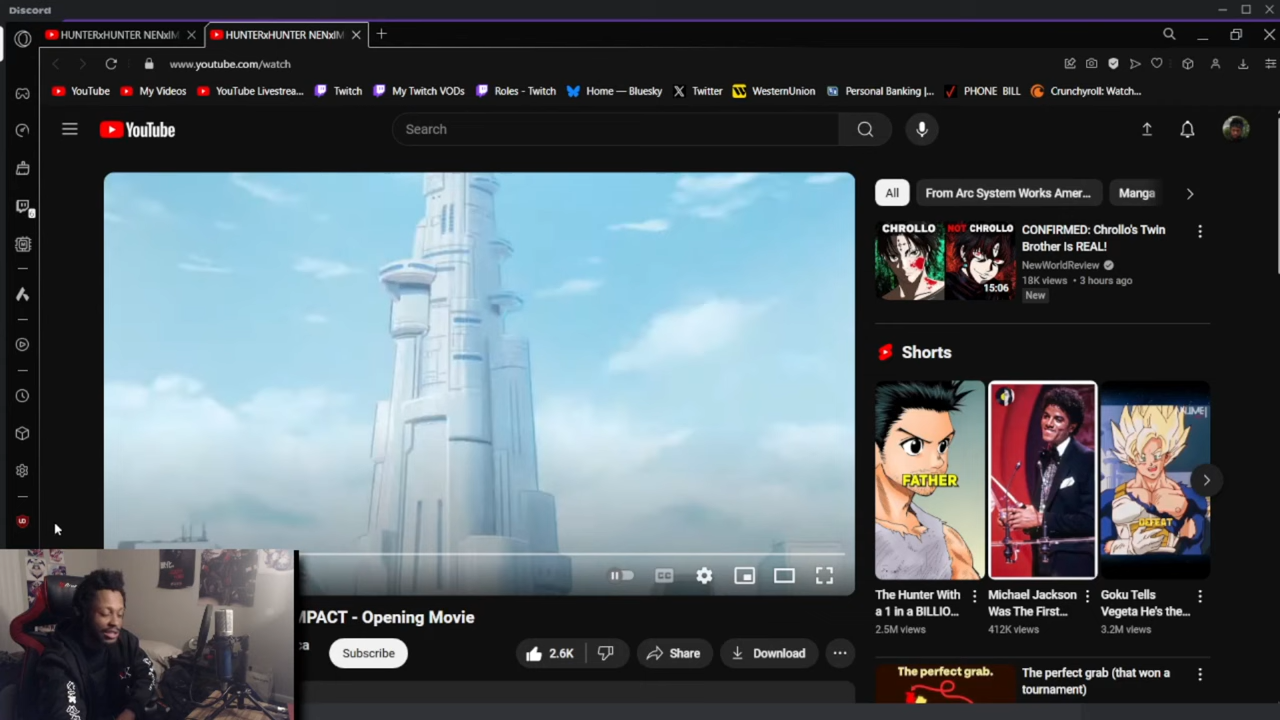 Discord
HUNTERxHUNTER NENxIM
HUNTERxHUNTER NENxIM
www.youtube.com/watch
YouTube
My Videos
YouTube Livestrea...
Twitch
My Twitch VODs
Roles - Twitch
Home — Bluesky
Twitter
WesternUnion
Personal Banking |...
PHONE BILL
Crunchyroll: Watch...
YouTube
Search
All
From Arc System Works Amer...
Manga
CHROLLO
NOT CHROLLO
15:06
CONFIRMED: Chrollo's Twin
Brother Is REAL!
NewWorldReview
18K views • 3 hours ago
New
Shorts
FATHER
DEFEAT
The Hunter With
a 1 in a BILLIO...
2.5M views
Michael Jackson
Was The First...
412K views
Goku Tells
Vegeta He's the...
3.2M views
CC
MPACT - Opening Movie
ca
Subscribe
2.6K
Share
Download
The perfect grab.
The perfect grab (that won a
tournament)